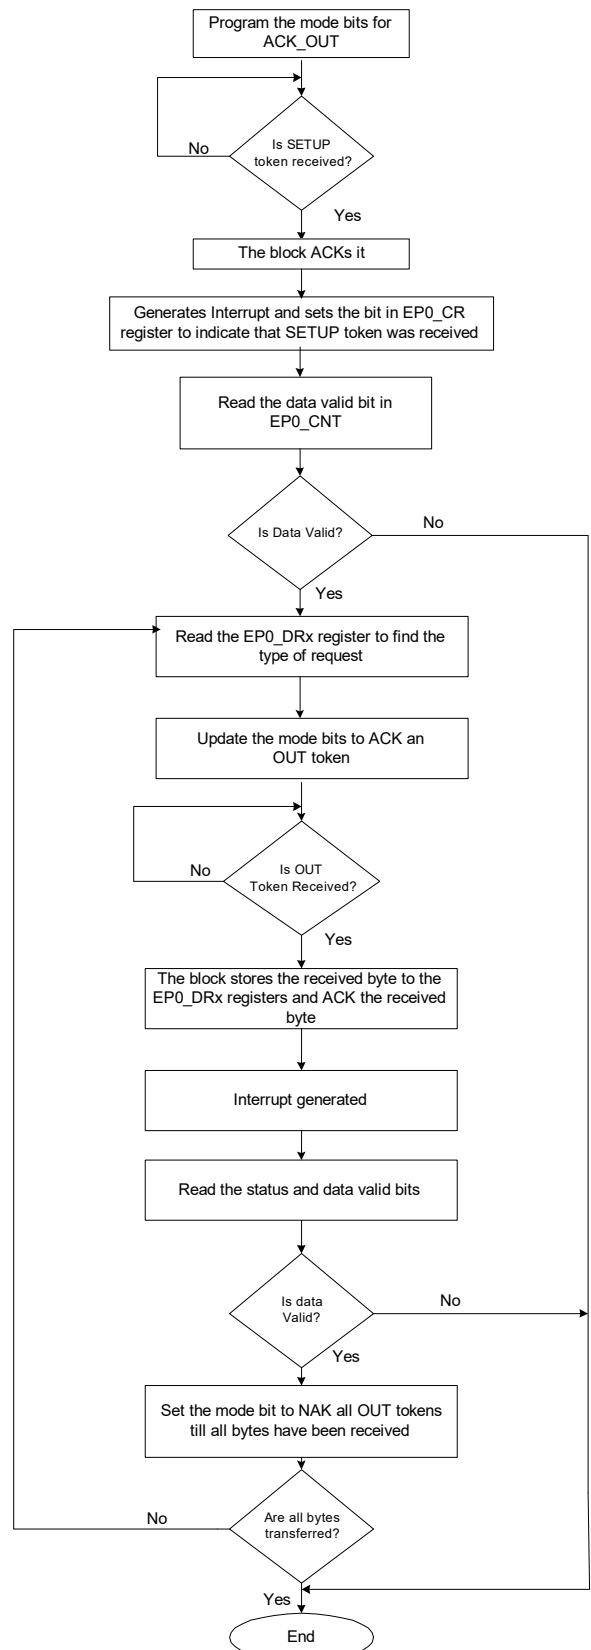 Program the mode bits for
ACK_OUT
Is SETUP
token received?
No
Yes
The block ACKs it
Generates Interrupt and sets the bit in EP0_CR
register to indicate that SETUP token was received
Read the data valid bit in
EP0_CNT
Is Data Valid?
No
Yes
Read the EP0_DRx register to find the
type of request
Update the mode bits to ACK an
OUT token
Is OUT
Token Received?
No
Yes
The block stores the received byte to the
EP0_DRx registers and ACK the received
byte
Interrupt generated
Read the status and data valid bits
Is data
Valid?
No
Yes
Set the mode bit to NAK all OUT tokens
till all bytes have been received
Are all bytes
transferred?
No
Yes
End